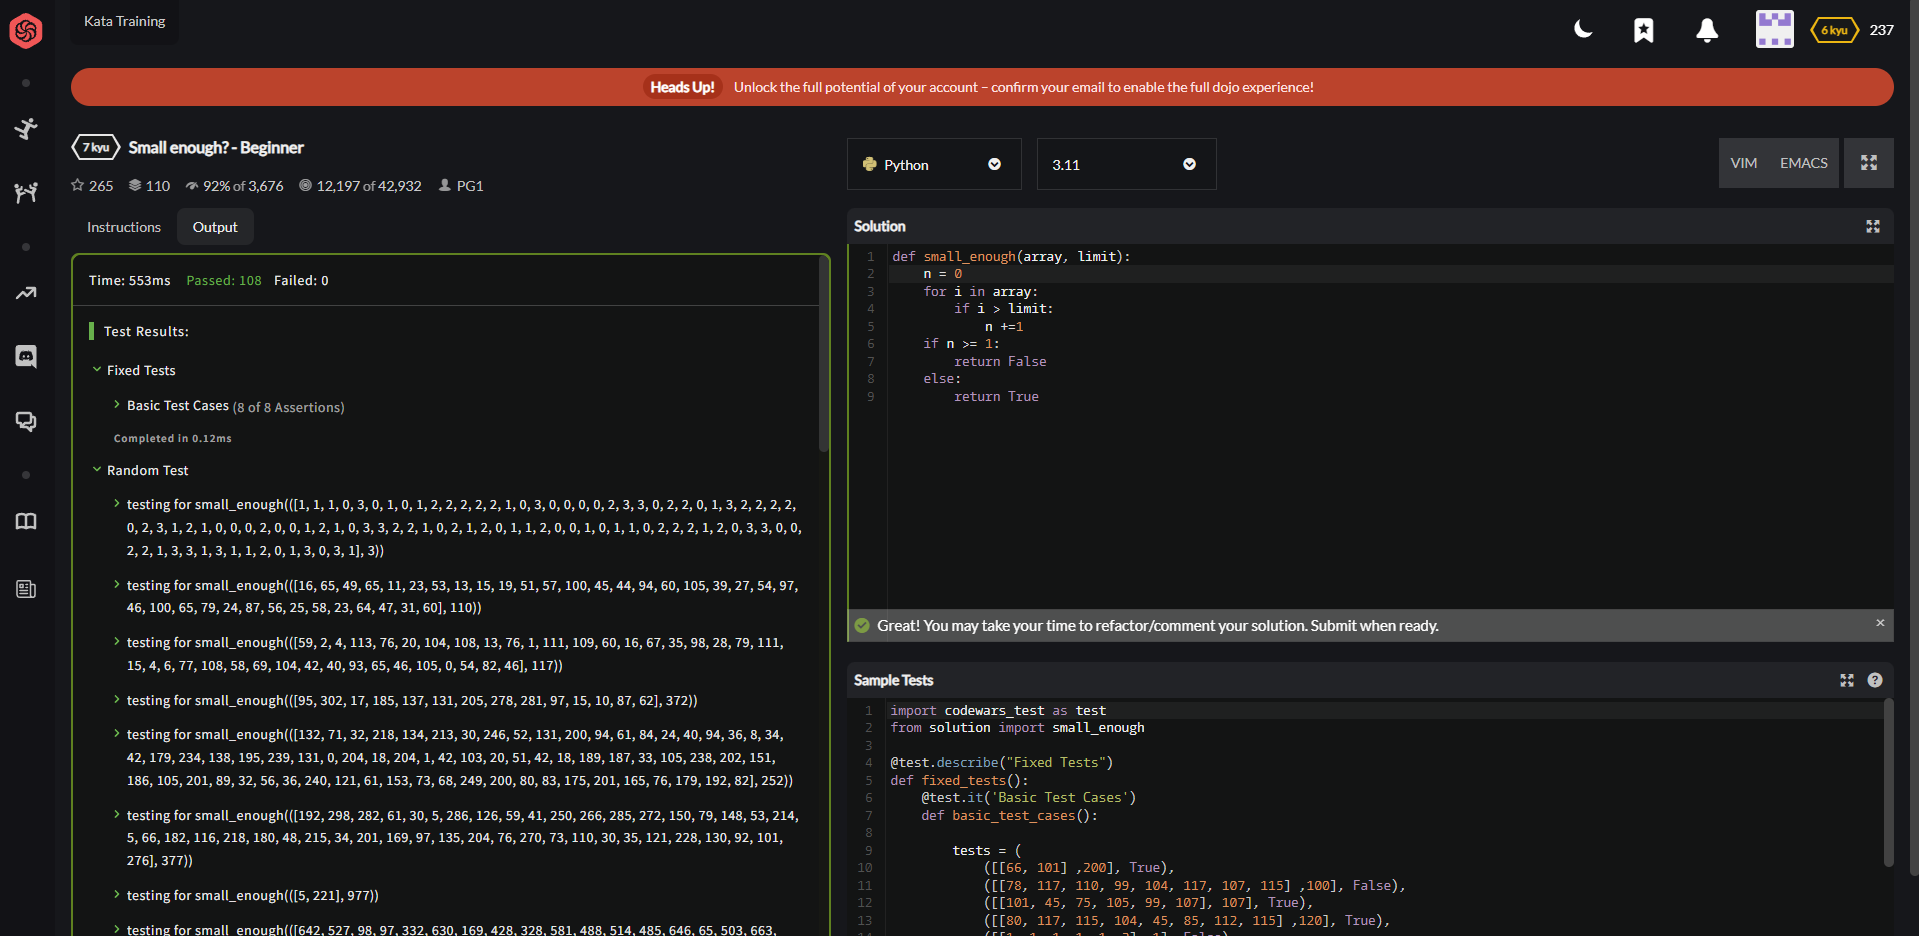 Kata Training
6 kyu 237
Heads Up! Unlock the full potential of your account – confirm your email to enable the full dojo experience!
7 kyu Small enough? - Beginner
265 110 92% of 3,676 12,197 of 42,932 PG1
Instructions Output
Time: 553ms Passed: 108 Failed: 0
Test Results:
Fixed Tests
Basic Test Cases (8 of 8 Assertions)
Completed in 0.12ms
Random Test
testing for small_enough(([1, 1, 1, 0, 3, 0, 1, 0, 1, 2, 2, 2, 2, 2, 1, 0, 3, 0, 0, 0, 0, 2, 3, 3, 0, 2, 2, 0, 1, 3, 2, 2, 2, 2,
0, 2, 3, 1, 2, 1, 0, 0, 0, 2, 0, 0, 1, 2, 1, 0, 3, 3, 2, 2, 1, 0, 2, 1, 2, 0, 1, 1, 2, 0, 0, 1, 0, 1, 1, 0, 2, 2, 2, 1, 2, 0, 3, 3, 0, 0,
2, 2, 1, 3, 3, 1, 3, 1, 1, 2, 0, 1, 3, 0, 3, 1], 3))
testing for small_enough(([16, 65, 49, 65, 11, 23, 53, 13, 15, 19, 51, 57, 100, 45, 44, 94, 60, 105, 39, 27, 54, 97,
46, 100, 65, 79, 24, 87, 56, 25, 58, 23, 64, 47, 31, 60], 110))
testing for small_enough(([59, 2, 4, 113, 76, 20, 104, 108, 13, 76, 1, 111, 109, 60, 16, 67, 35, 98, 28, 79, 111,
15, 4, 6, 77, 108, 58, 69, 104, 42, 40, 93, 65, 46, 105, 0, 54, 82, 46], 117))
testing for small_enough(([95, 302, 17, 185, 137, 131, 205, 278, 281, 97, 15, 10, 87, 62], 372))
testing for small_enough(([132, 71, 32, 218, 134, 213, 30, 246, 52, 131, 200, 94, 61, 84, 24, 40, 94, 36, 8, 34,
42, 179, 234, 138, 195, 239, 131, 0, 204, 18, 204, 1, 42, 103, 20, 51, 42, 18, 189, 187, 33, 105, 238, 202, 151,
186, 105, 201, 89, 32, 56, 36, 240, 121, 61, 153, 73, 68, 249, 200, 80, 83, 175, 201, 165, 76, 179, 192, 82], 252))
testing for small_enough(([192, 298, 282, 61, 30, 5, 286, 126, 59, 41, 250, 266, 285, 272, 150, 79, 148, 53, 214,
5, 66, 182, 116, 218, 180, 48, 215, 34, 201, 169, 97, 135, 204, 76, 270, 73, 110, 30, 35, 121, 228, 130, 92, 101,
276], 377))
testing for small_enough(([5, 221], 977))
testing for small_enough(([642, 527, 98, 97, 332, 630, 169, 428, 328, 581, 488, 514, 485, 646, 65, 503, 663,
Python 3.11 VIM EMACS
Solution
1 def small_enough(array, limit):
2 n = 0
3 for i in array:
4 if i > limit:
5 n +=1
6 if n >= 1:
7 return False
8 else:
9 return True
Great! You may take your time to refactor/comment your solution. Submit when ready. ×
Sample Tests ?
1 import codewars_test as test
2 from solution import small_enough
3
4 @test.describe("Fixed Tests")
5 def fixed_tests():
6 @test.it('Basic Test Cases')
7 def basic_test_cases():
8
9 tests = (
10 ([[66, 101] ,200], True),
11 ([[78, 117, 110, 99, 104, 117, 107, 115] ,100], False),
12 ([[101, 45, 75, 105, 99, 107], 107], True),
13 ([[80, 117, 115, 104, 45, 85, 112, 115] ,120], True),